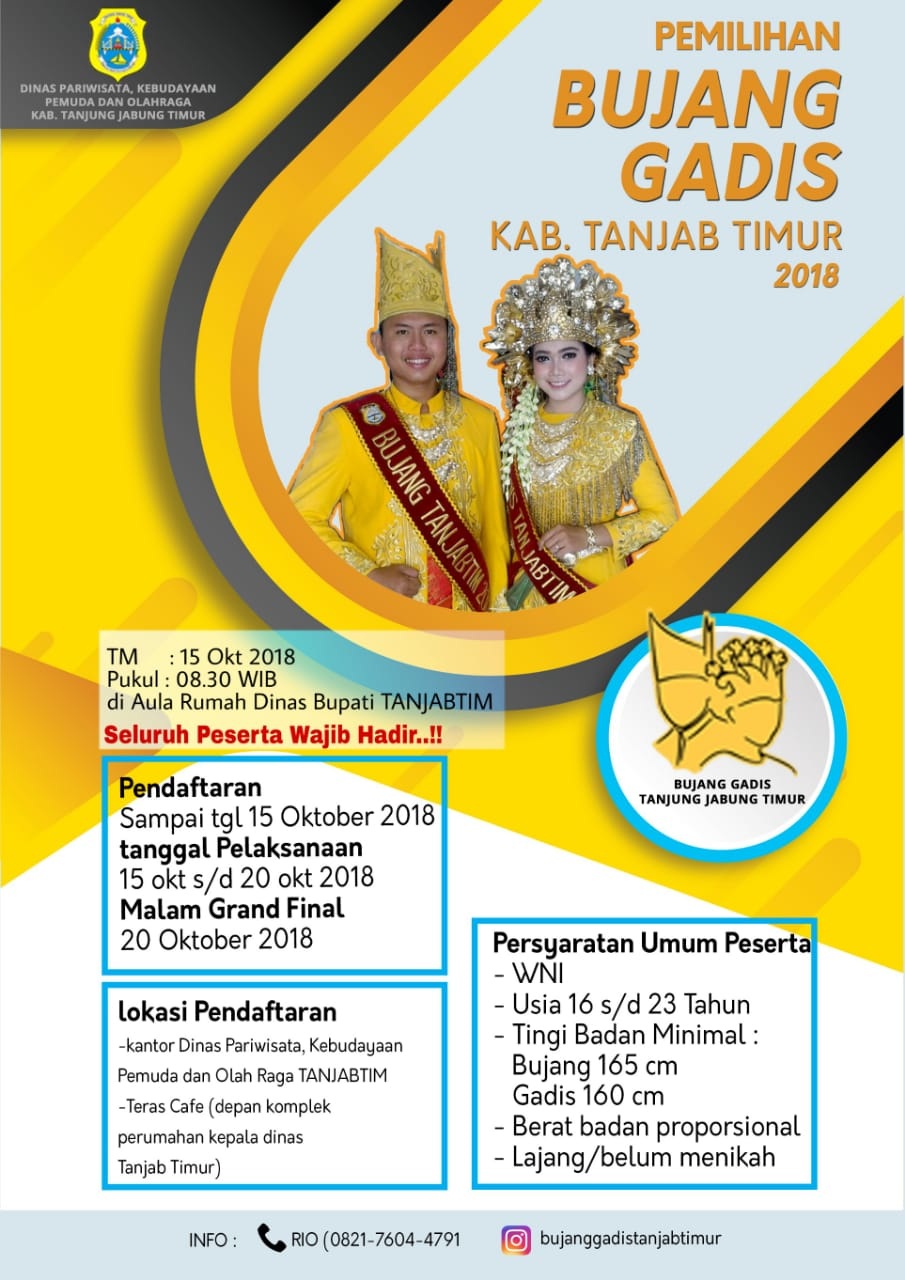 DINAS PARIWISATA, KEBUDAYAAN
PEMUDA DAN OLAHRAGA
KAB. TANJUNG JABUNG TIMUR
PEMILIHAN
BUJANG
GADIS
KAB. TANJAB TIMUR
2018
BUJANG TANJABTIM
TANJABTIM
TM : 15 Okt 2018
Pukul : 08.30 WIB
di Aula Rumah Dinas Bupati TANJABTIM
Seluruh Peserta Wajib Hadir..!!
BUJANG GADIS
TANJUNG JABUNG TIMUR
Pendaftaran
Sampai tgl 15 Oktober 2018
tanggal Pelaksanaan
15 okt s/d 20 okt 2018
Malam Grand Final
20 Oktober 2018
lokasi Pendaftaran
-kantor Dinas Pariwisata, Kebudayaan
Pemuda dan Olah Raga TANJABTIM
-Teras Cafe (depan komplek
perumahan kepala dinas
Tanjab Timur)
Persyaratan Umum Peserta
- WNI
- Usia 16 s/d 23 Tahun
- Tingi Badan Minimal :
Bujang 165 cm
Gadis 160 cm
- Berat badan proporsional
- Lajang/belum menikah
INFO : RIO (0821-7604-4791 bujanggadistanjabtimur